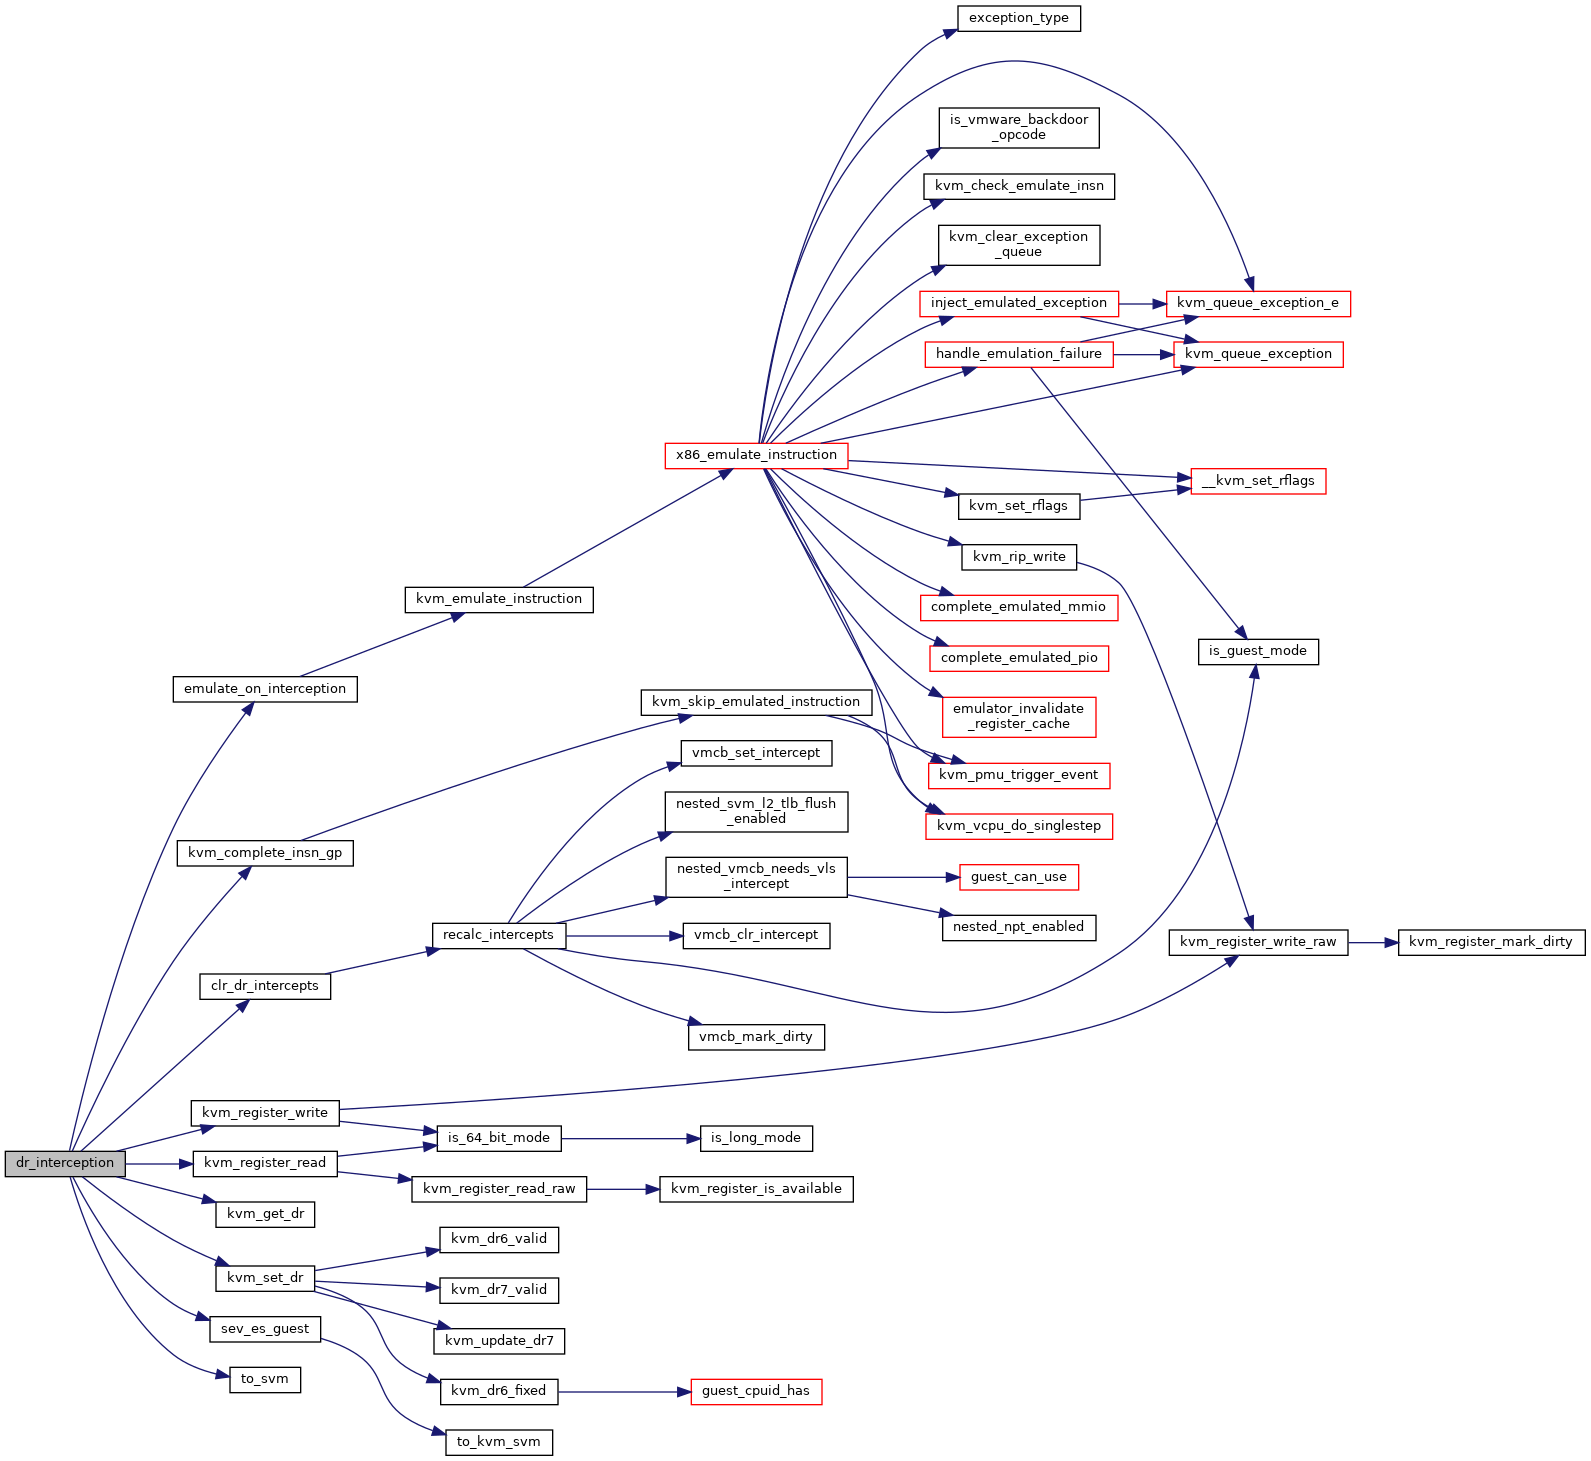 exception_type
is_vmware_backdoor
_opcode
kvm_check_emulate_insn
kvm_clear_exception
_queue
inject_emulated_exception
kvm_queue_exception_e
handle_emulation_failure
kvm_queue_exception
x86_emulate_instruction
__kvm_set_rflags
kvm_set_rflags
kvm_rip_write
kvm_emulate_instruction
complete_emulated_mmio
complete_emulated_pio
is_guest_mode
emulate_on_interception
kvm_skip_emulated_instruction
emulator_invalidate
_register_cache
vmcb_set_intercept
kvm_pmu_trigger_event
nested_svm_l2_tlb_flush
_enabled
kvm_vcpu_do_singlestep
kvm_complete_insn_gp
nested_vmcb_needs_vls
_intercept
guest_can_use
recalc_intercepts
vmcb_clr_intercept
nested_npt_enabled
kvm_register_write_raw
kvm_register_mark_dirty
clr_dr_intercepts
vmcb_mark_dirty
kvm_register_write
is_64_bit_mode
is_long_mode
dr_interception
kvm_register_read
kvm_register_read_raw
kvm_register_is_available
kvm_get_dr
kvm_dr6_valid
kvm_set_dr
kvm_dr7_valid
sev_es_guest
kvm_update_dr7
to_svm
kvm_dr6_fixed
guest_cpuid_has
to_kvm_svm